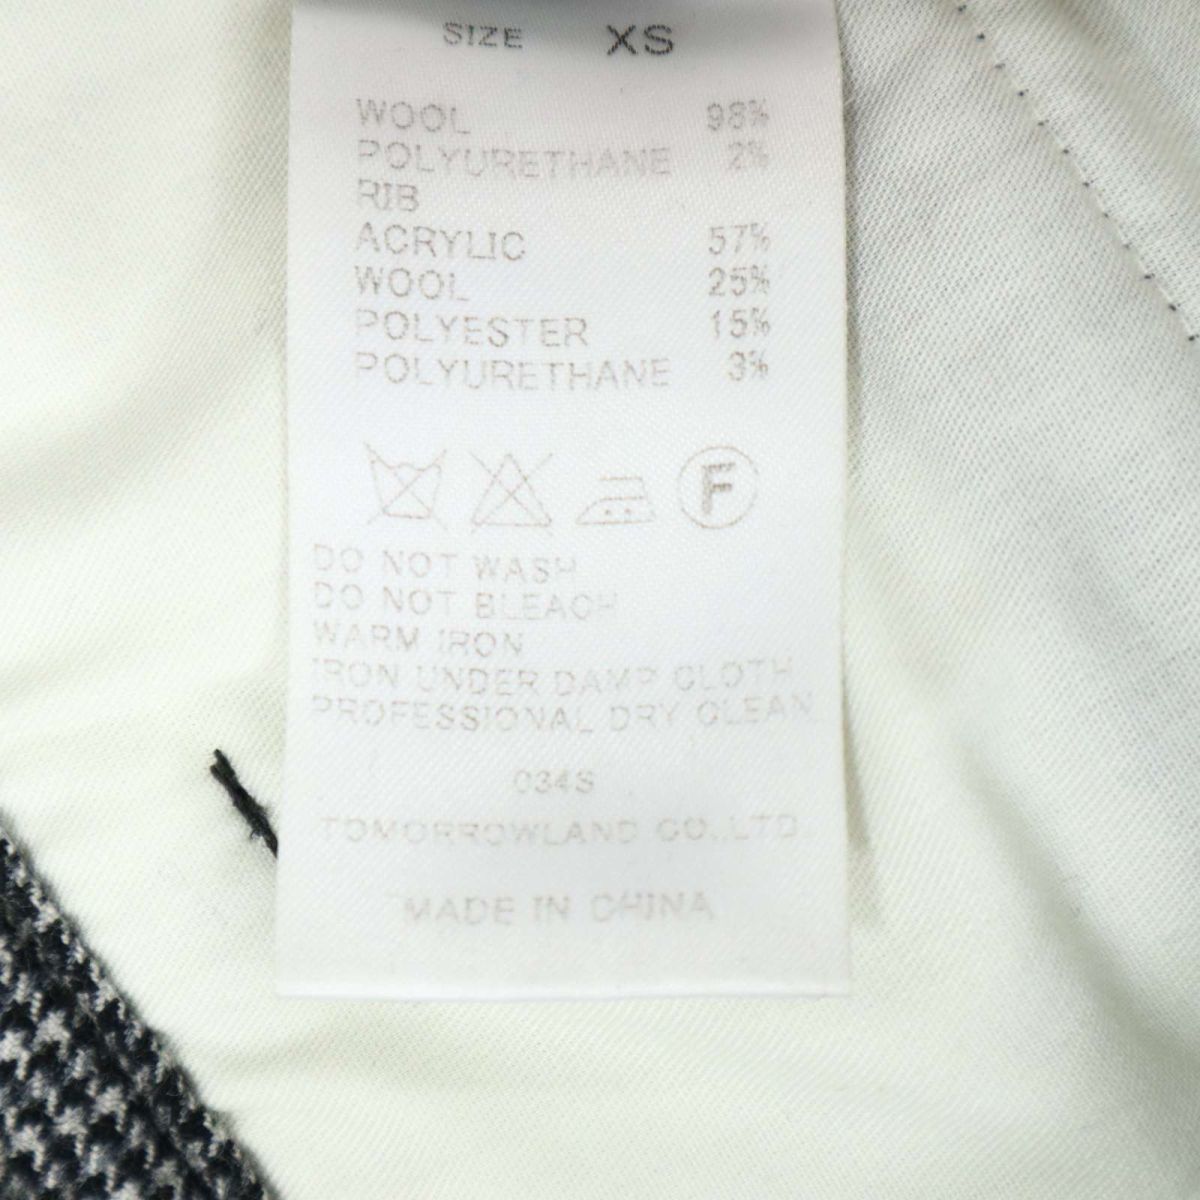 SIZE XS
WOOL 98%
POLYURETHANE 2%
RIB
ACRYLIC 57%
WOOL 25%
POLYESTER 15%
POLYURETHANE 3%
F
DO NOT WASH
DO NOT BLEACH
WARM IRON
IRON UNDER DAMP CLOTH
PROFESSIONAL DRY CLEAN
034S
TOMORROWLAND CO.,LTD.
MADE IN CHINA